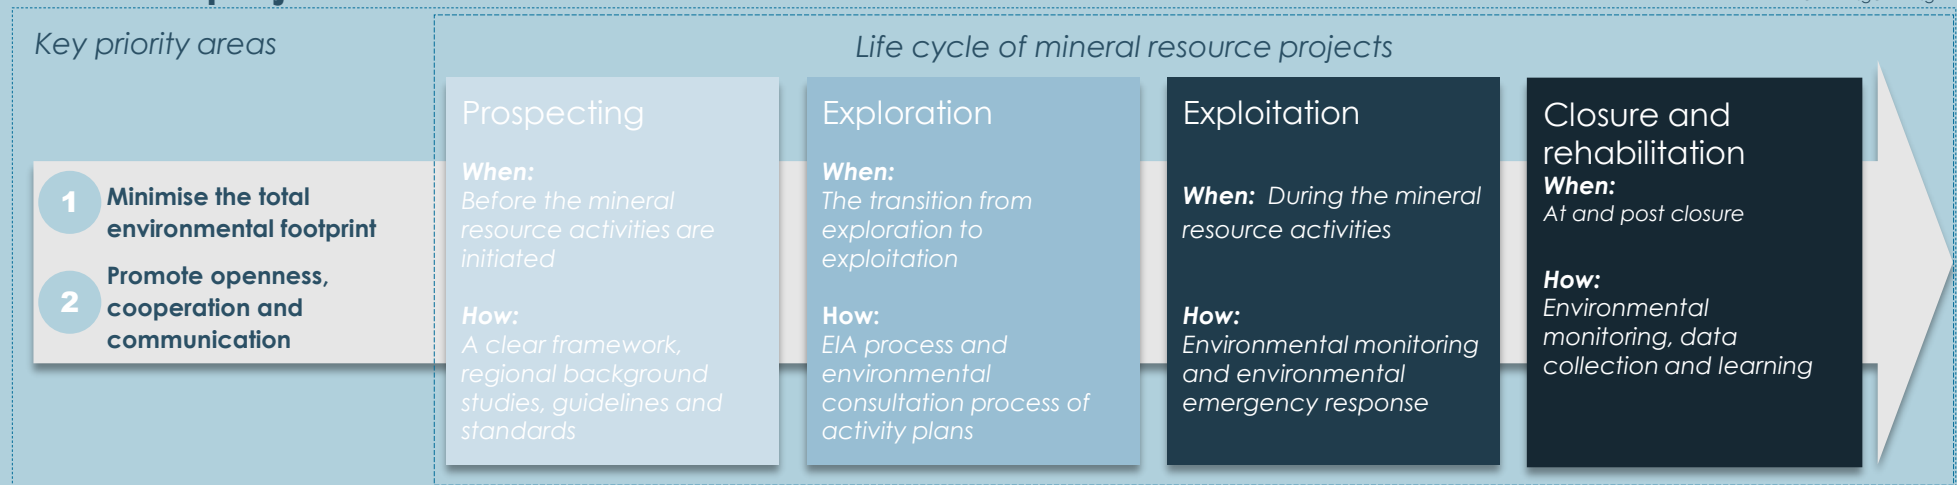 Key priority areas
Life cycle of mineral resource projects
1
Minimise the total
environmental footprint
2
Promote openness,
cooperation and
communication
Prospecting
When:
Before the mineral
resource activities are
initiated
How:
A clear framework,
regional background
studies, guidelines and
standards
Exploration
When:
The transition from
exploration to
exploitation
How:
EIA process and
environmental
consultation process of
activity plans
Exploitation
When: During the mineral
resource activities
How:
Environmental monitoring
and environmental
emergency response
Closure and
rehabilitation
When:
At and post closure
How:
Environmental
monitoring, data
collection and learning